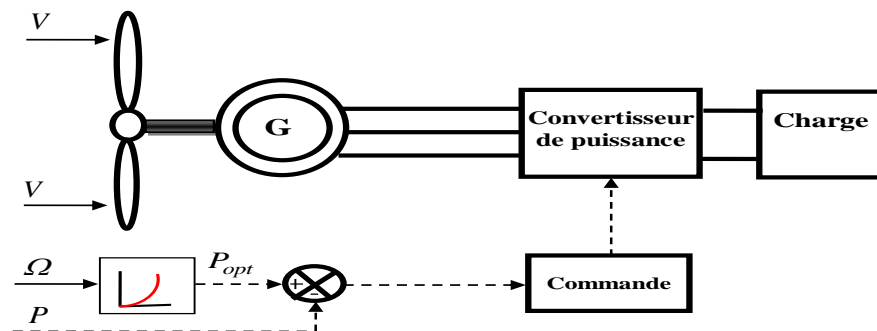 V
G
Convertisseur
de puissance
Charge
V
Ω
P_opt
+
-
Commande
P